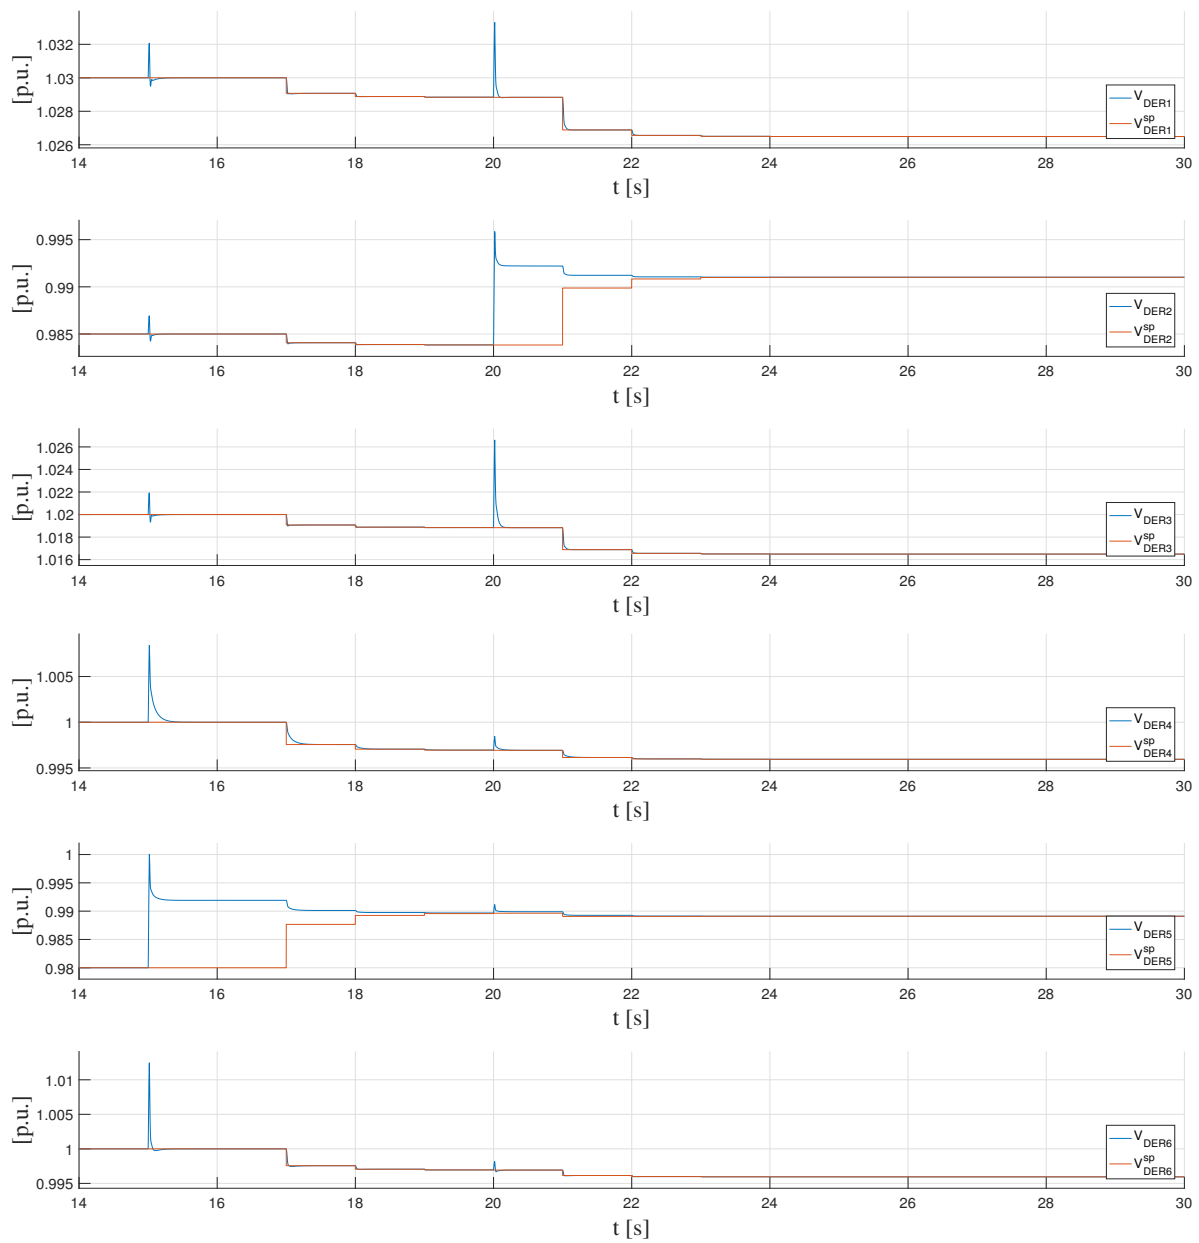 [p.u.]
1.032
1.03
1.028
1.026
V_DER1
V^sp_DER1
14 16 18 20 22 24 26 28 30
t [s]
[p.u.]
0.995
0.99
0.985
V_DER2
V^sp_DER2
14 16 18 20 22 24 26 28 30
t [s]
[p.u.]
1.026
1.024
1.022
1.02
1.018
1.016
V_DER3
V^sp_DER3
14 16 18 20 22 24 26 28 30
t [s]
[p.u.]
1.005
1
0.995
V_DER4
V^sp_DER4
14 16 18 20 22 24 26 28 30
t [s]
[p.u.]
1
0.995
0.99
0.985
0.98
V_DER5
V^sp_DER5
14 16 18 20 22 24 26 28 30
t [s]
[p.u.]
1.01
1.005
1
0.995
V_DER6
V^sp_DER6
14 16 18 20 22 24 26 28 30
t [s]